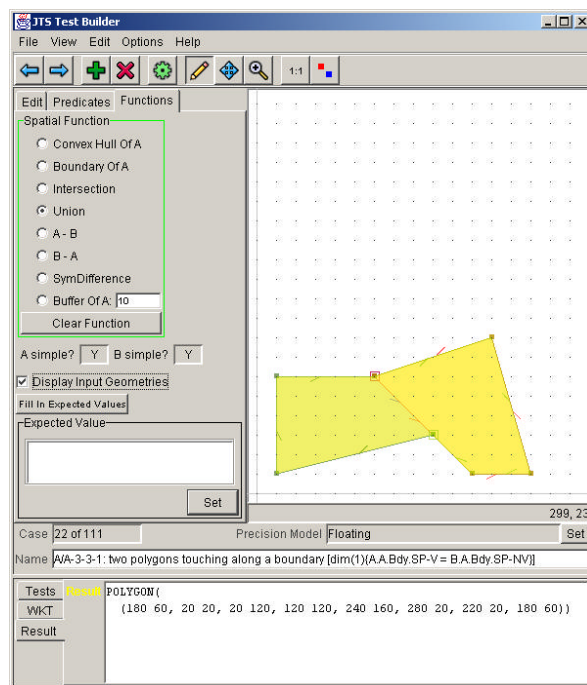 JTS Test Builder
File View Edit Options Help
1:1
Edit Predicates Functions
Spatial Function
Convex Hull Of A
Boundary Of A
Intersection
Union
A - B
B - A
SymDifference
Buffer Of A: 10
Clear Function
A simple? Y B simple? Y
Display Input Geometries
Fill In Expected Values
Expected Value
Set
299, 23
Case 22 of 111 Precision Model Floating Set
Name A/A-3-3-1: two polygons touching along a boundary [dim(1){A.A.Bdy.SP-V = B.A.Bdy.SP-NV}]
Tests Result POLYGON(
WKT (180 60, 20 20, 20 120, 120 120, 240 160, 280 20, 220 20, 180 60))
Result